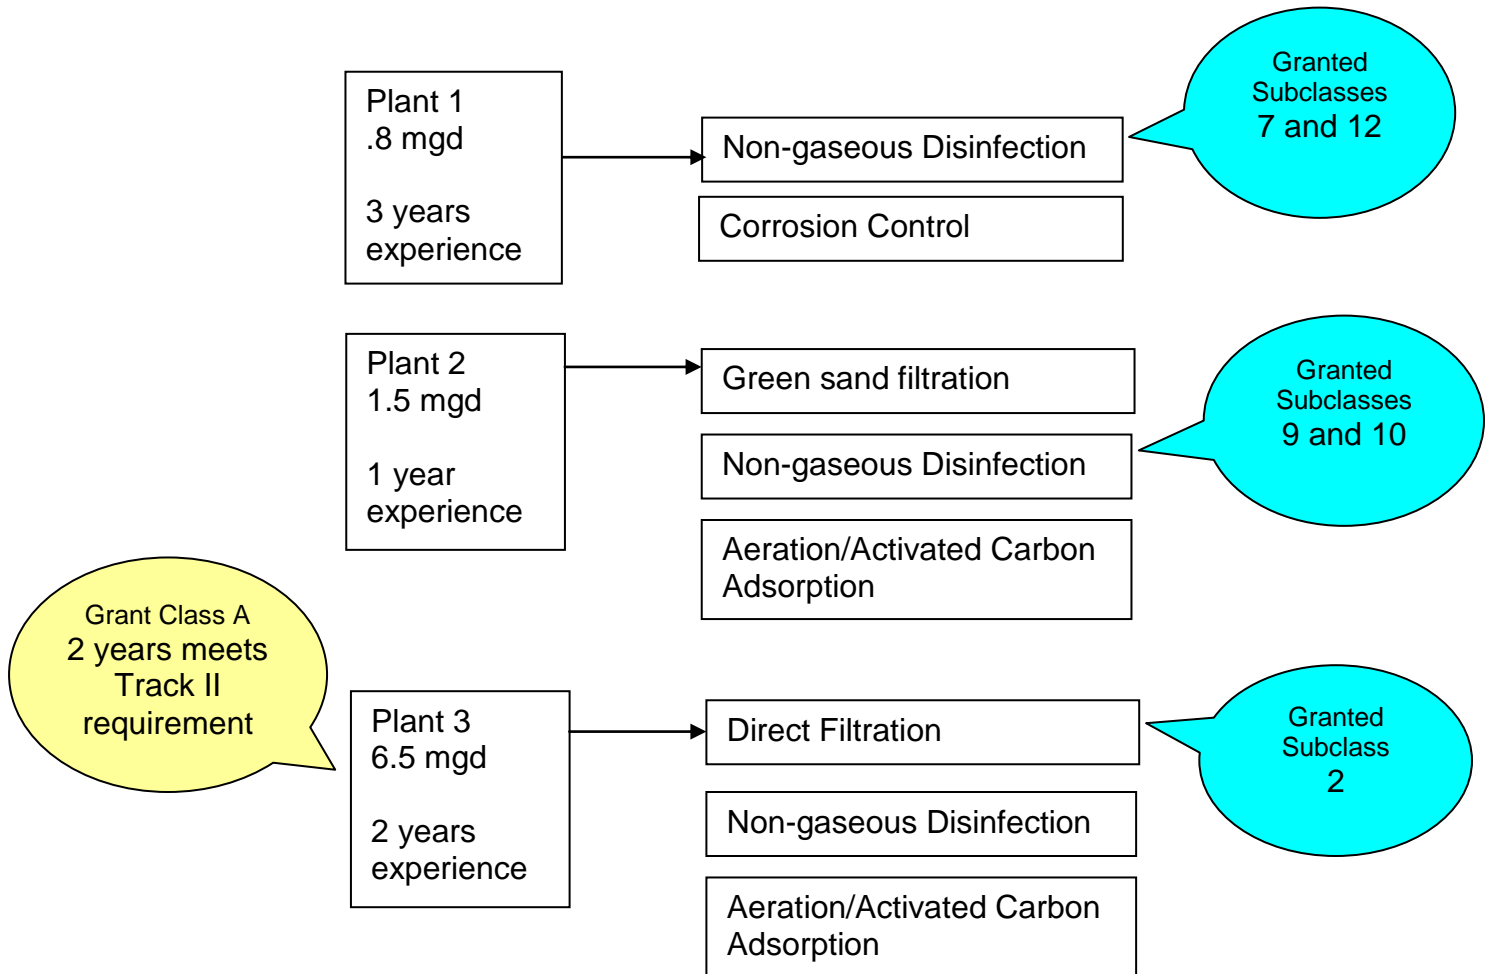 Plant 1
.8 mgd
3 years
experience
Non-gaseous Disinfection
Corrosion Control
Granted
Subclasses
7 and 12
Plant 2
1.5 mgd
1 year
experience
Green sand filtration
Non-gaseous Disinfection
Aeration/Activated Carbon
Adsorption
Granted
Subclasses
9 and 10
Grant Class A
2 years meets
Track II
requirement
Plant 3
6.5 mgd
2 years
experience
Direct Filtration
Non-gaseous Disinfection
Aeration/Activated Carbon
Adsorption
Granted
Subclass
2